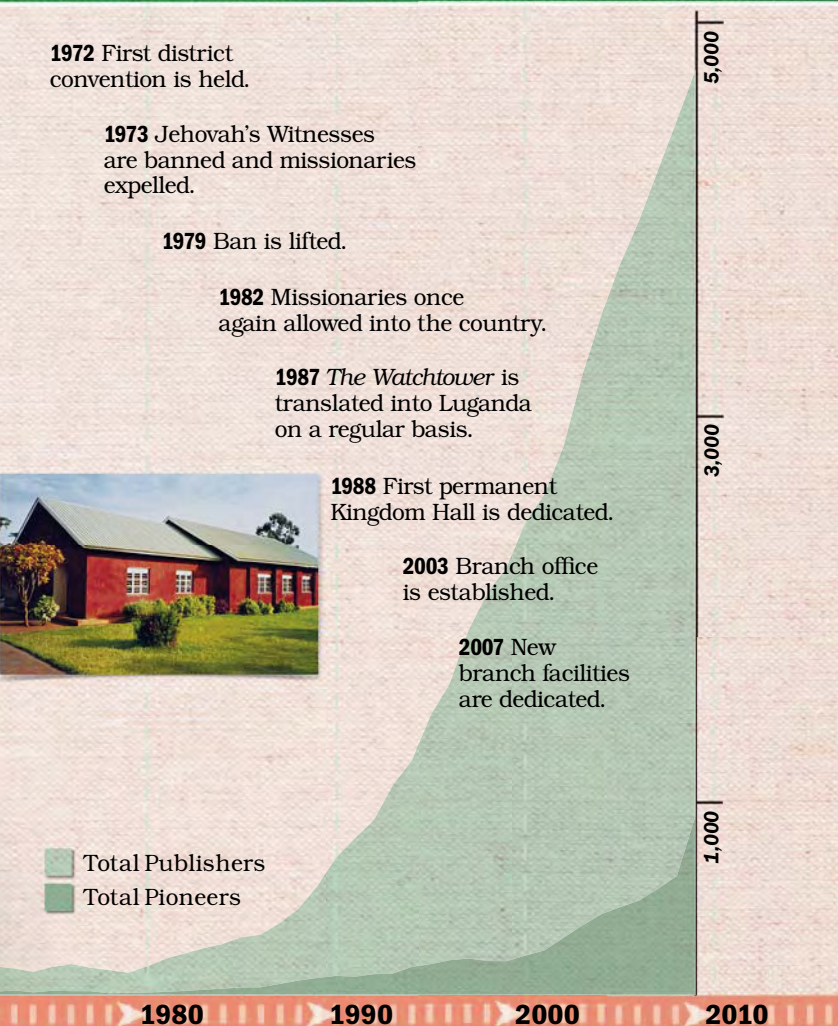 1972 First district
convention is held.
1973 Jehovah's Witnesses
are banned and missionaries
expelled.
1979 Ban is lifted.
1982 Missionaries once
again allowed into the country.
1987 The Watchtower is
translated into Luganda
on a regular basis.
1988 First permanent
Kingdom Hall is dedicated.
2003 Branch office
is established.
2007 New
branch facilities
are dedicated.
5,000
3,000
1,000
Total Publishers
Total Pioneers
1980 1990 2000 2010